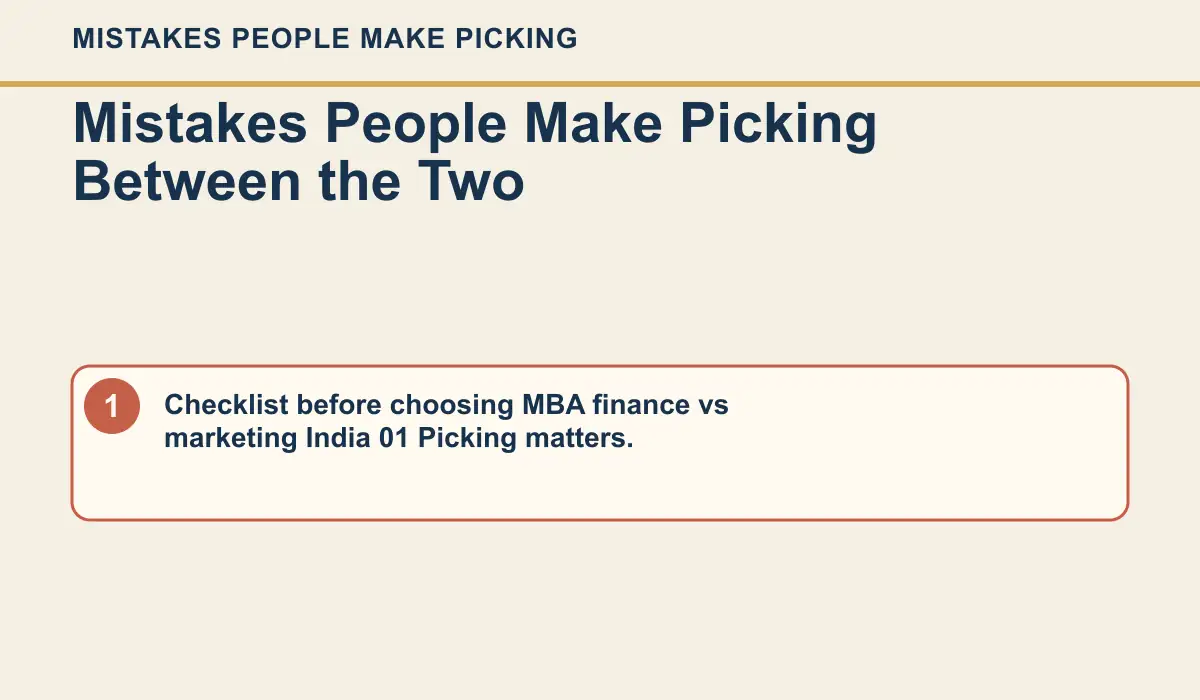 MISTAKES PEOPLE MAKE PICKING
Mistakes People Make Picking
Between the Two
1
Checklist before choosing MBA finance vs
marketing India 01 Picking matters.